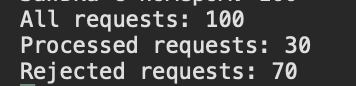 All requests: 100
Processed requests: 30
Rejected requests: 70